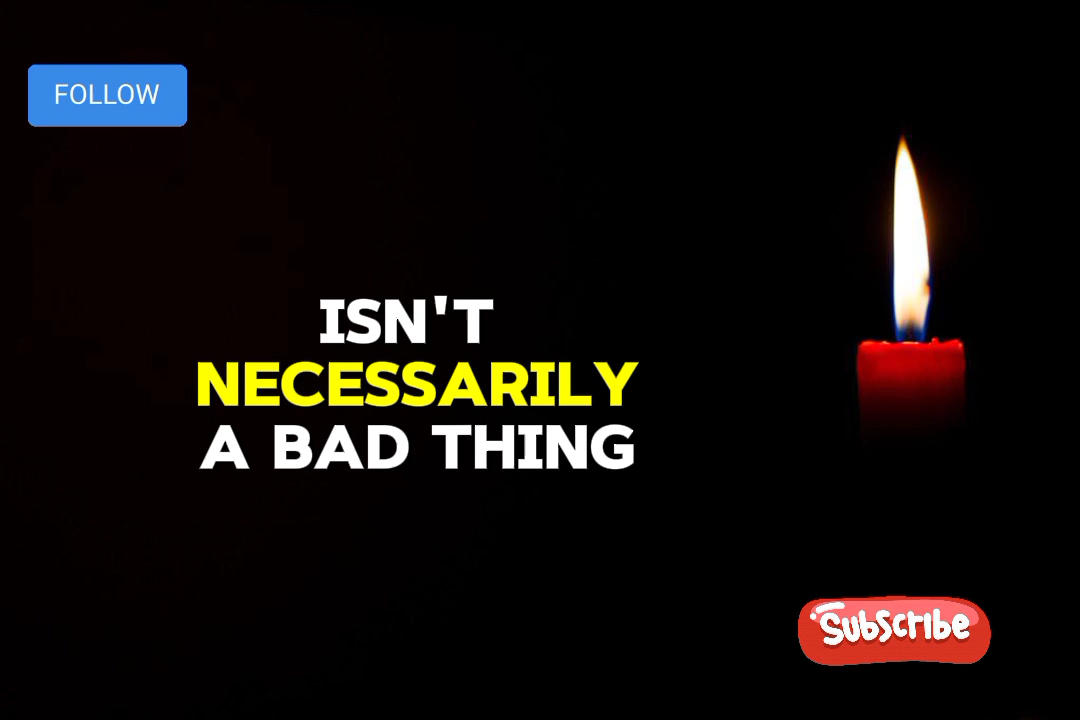 FOLLOW
ISN'T
NECESSARILY
A BAD THING
Subscribe